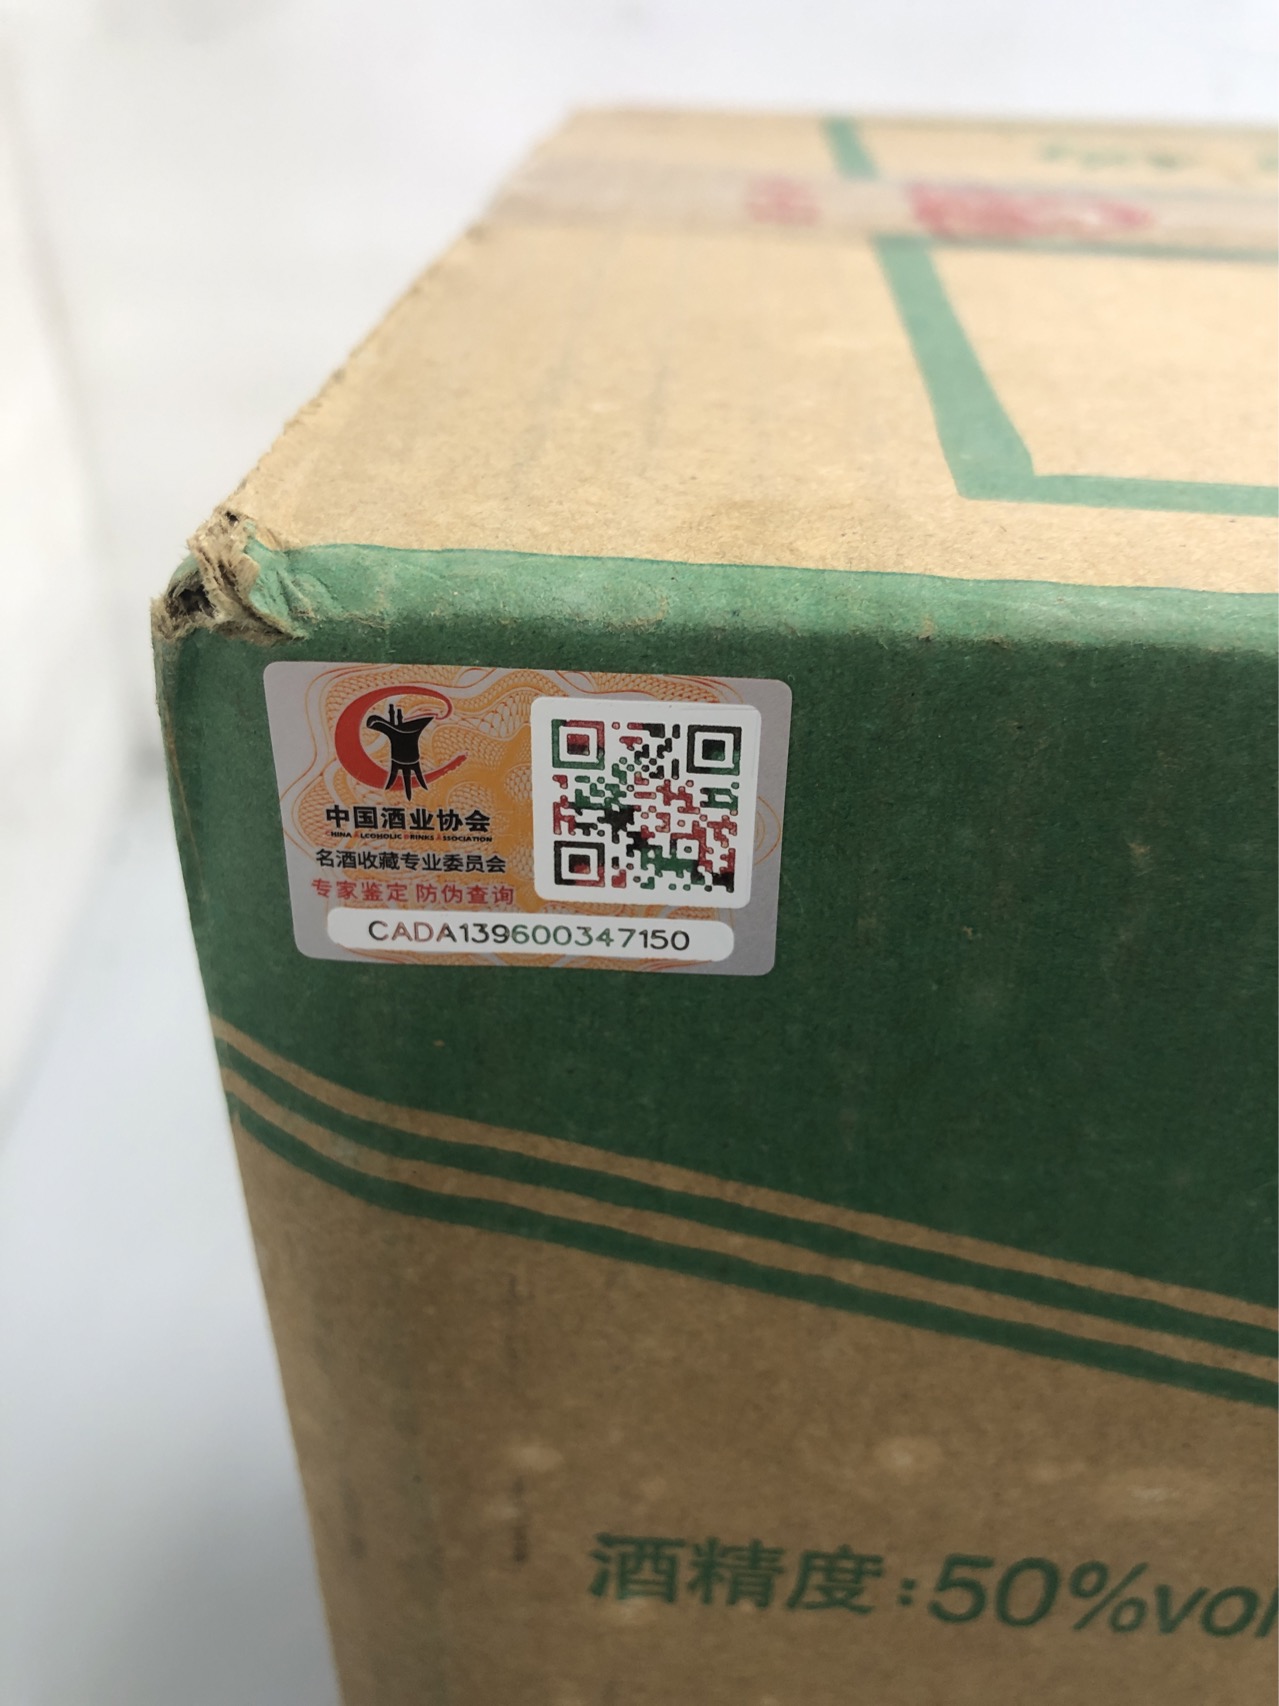 中国酒业协会
CHINA ALCOHOLIC DRINKS ASSOCIATION
名酒收藏专业委员会
专家鉴定 防伪查询
CADA139600347150
酒精度:50%vol